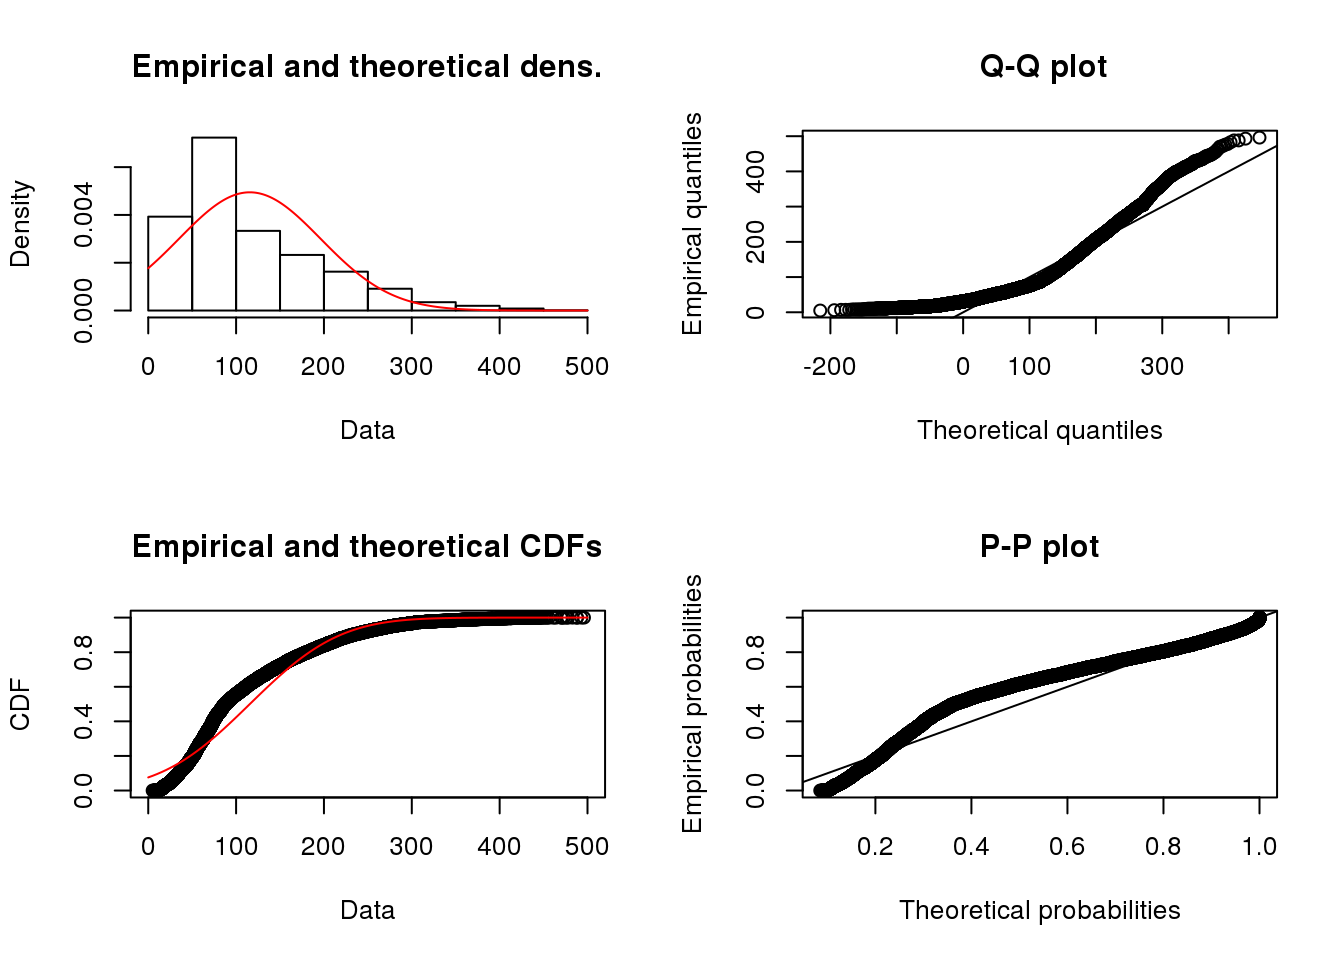 Empirical and theoretical dens.
Density
0.000 0.004
0 100 200 300 400 500
Data
Q-Q plot
Empirical quantiles
0 200 400
-200 0 100 300
Theoretical quantiles
Empirical and theoretical CDFs
CDF
0.0 0.4 0.8
0 100 200 300 400 500
Data
P-P plot
Empirical probabilities
0.0 0.4 0.8
0.2 0.4 0.6 0.8 1.0
Theoretical probabilities